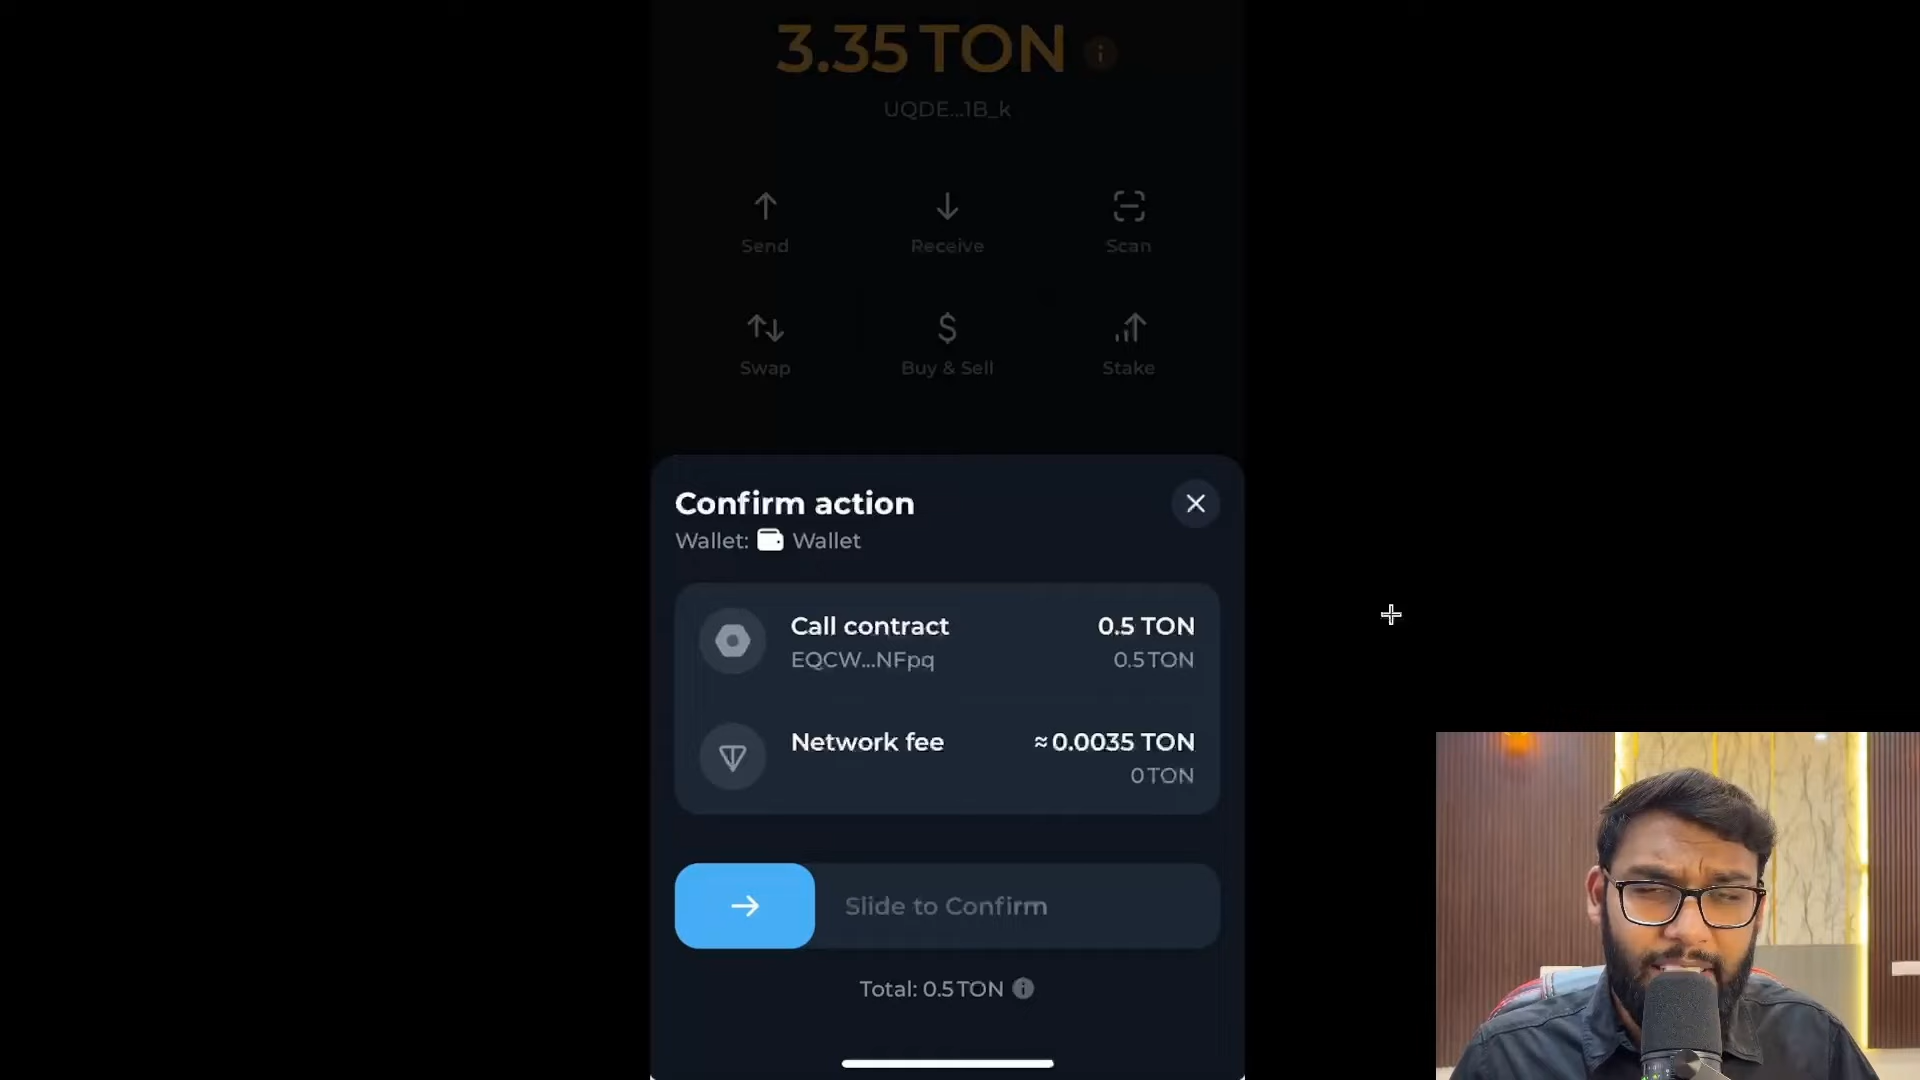 3.35 TON
UQDE...1B_k
Send Receive Scan
Swap Buy & Sell Stake
Confirm action
Wallet: Wallet
Call contract 0.5 TON
EQCW...NFpq 0.5 TON
Network fee ≈ 0.0035 TON
0 TON
Slide to Confirm
Total: 0.5 TON